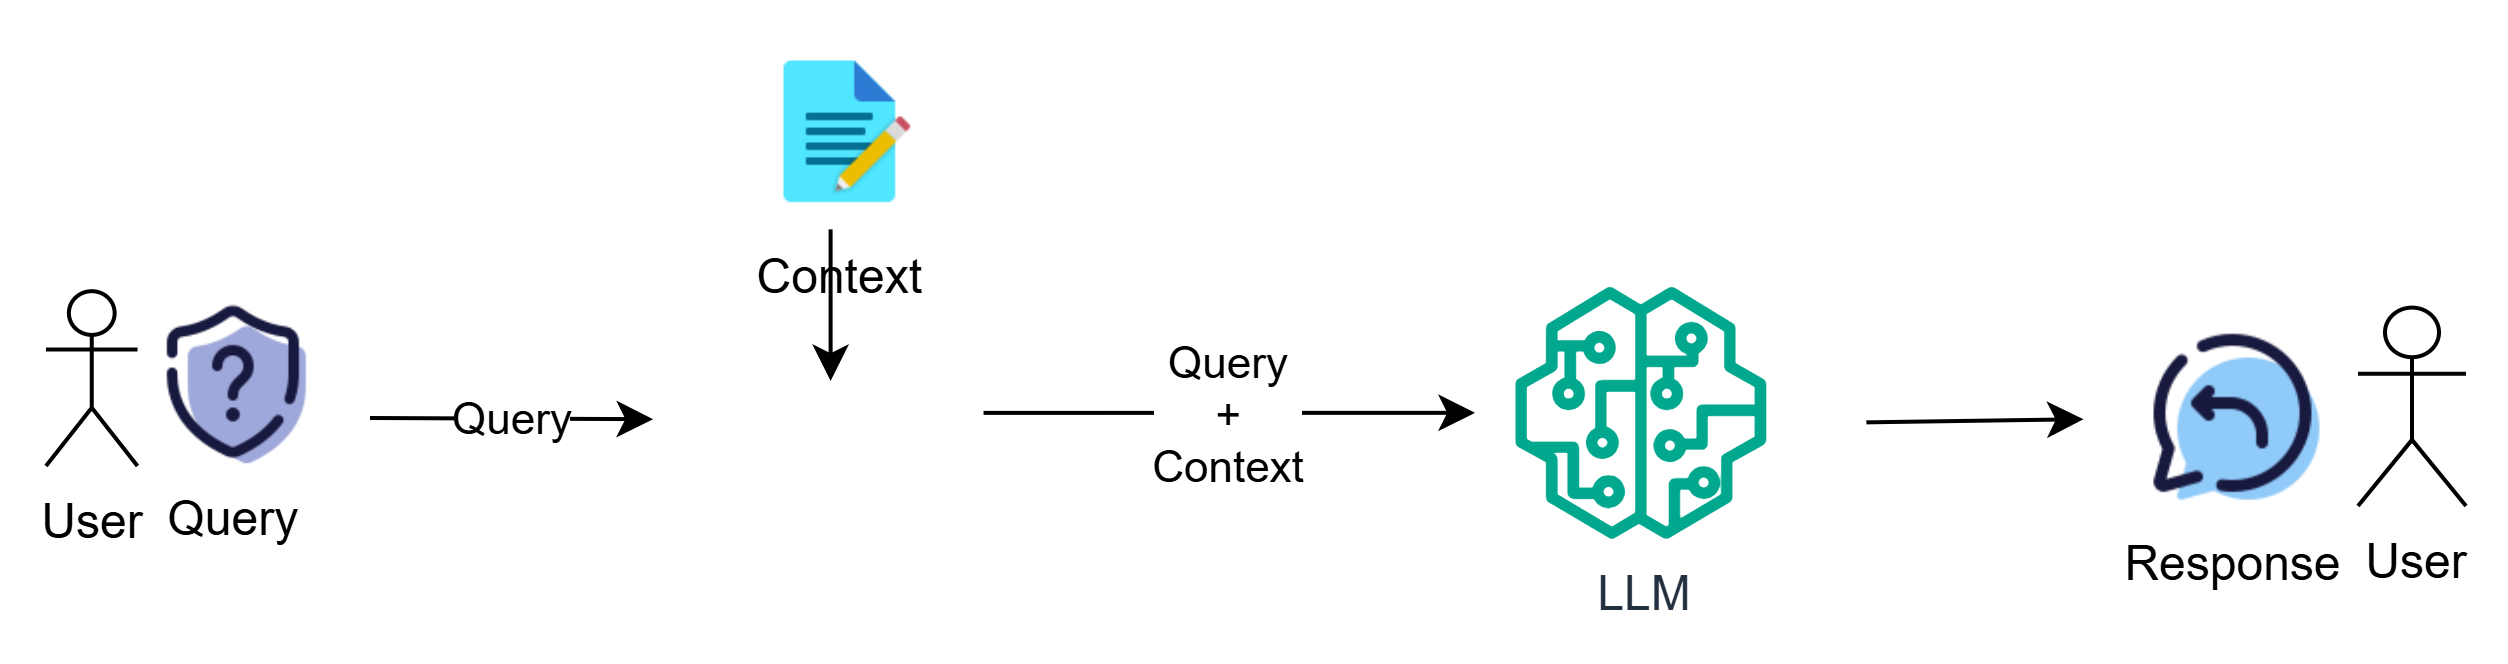 User
Query
Query
Context
Query
+
Context
LLM
Response
User